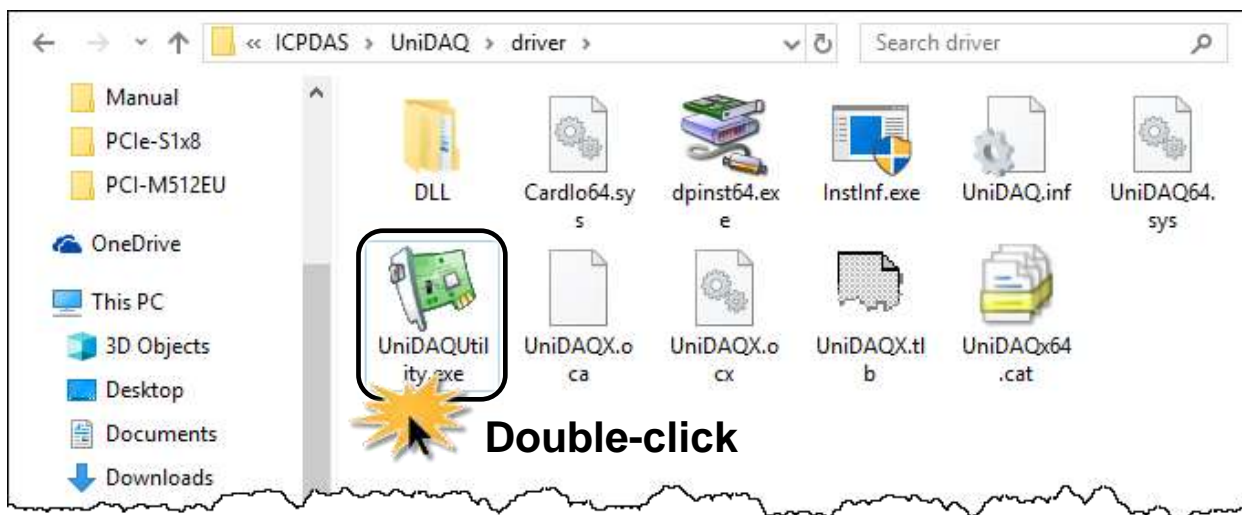 « ICPDAS › UniDAQ › driver ›
Search driver
Manual
PCIe-S1x8
PCI-M512EU
OneDrive
This PC
3D Objects
Desktop
Documents
Downloads
DLL
CardIo64.sy
s
dpinst64.ex
e
InstInf.exe
UniDAQ.inf
UniDAQ64.
sys
UniDAQUtil
ity.exe
UniDAQX.o
ca
UniDAQX.o
cx
UniDAQX.tl
b
UniDAQx64
.cat
Double-click